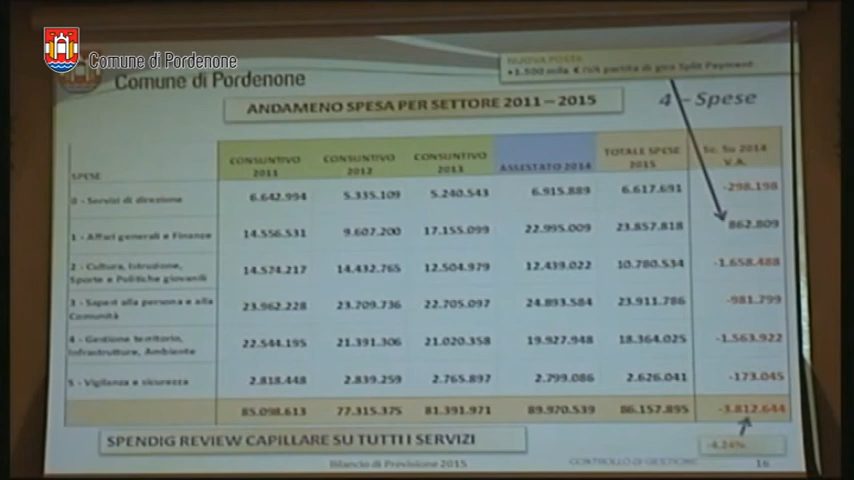 Comune di Pordenone
NUOVA POSTA
Comune di Pordenone
•1.500 mila € c/s partita di giro Split Payment
ANDAMENO SPESA PER SETTORE 2011 – 2015
4 – Spese
SPESE CONSUNTIVO 2011 CONSUNTIVO 2012 CONSUNTIVO 2013 ASSESTATO 2014 TOTALE SPESE 2015 Sc. Su 2014 V.A.
0 - Servizi di direzione 6.642.994 5.335.109 5.240.543 6.915.889 6.617.691 -298.198
1 - Affari generali e Finanze 14.556.531 9.607.200 17.155.099 22.995.009 23.857.818 862.809
2 - Cultura, Istruzione, Sporte e Politiche giovanili 14.574.217 14.432.765 12.504.979 12.439.022 10.780.534 -1.658.488
3 - alla persona e alla Comunità 23.962.228 23.709.736 22.705.097 24.893.584 23.911.786 -981.799
4 - Gestione territorio, Infrastrutture, Ambiente 22.544.195 21.391.306 21.020.358 19.927.948 18.364.025 -1.563.922
5 - Vigilanza e sicurezza 2.818.448 2.839.259 2.765.897 2.799.086 2.626.041 -173.045
85.098.613 77.315.375 81.391.971 89.970.539 86.157.895 -3.812.644
SPENDIG REVIEW CAPILLARE SU TUTTI I SERVIZI
-4,24%
Bilancio di Previsione 2015
CONTROLLO DI GESTIONE
16